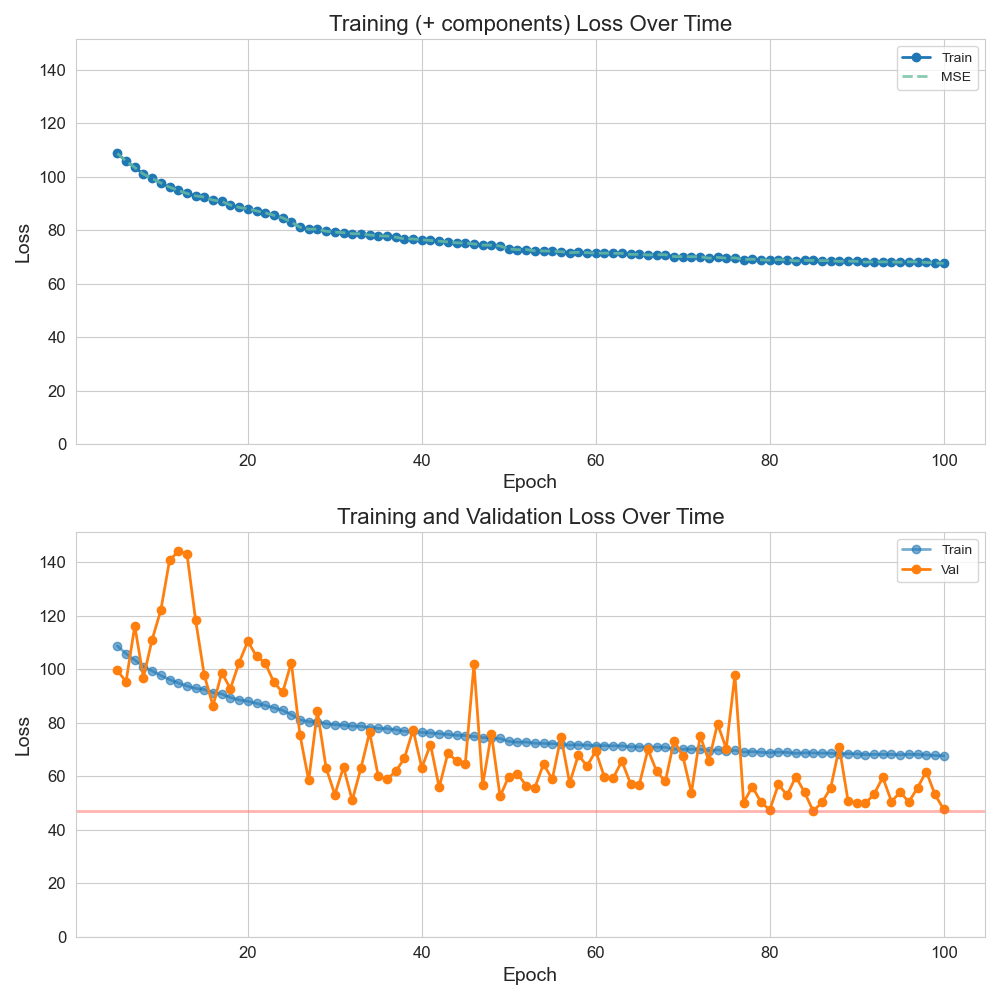 Training (+ components) Loss Over Time
Train
MSE
140
120
100
80
60
40
20
0
Loss
20 40 60 80 100
Epoch
Training and Validation Loss Over Time
Train
Val
140
120
100
80
60
40
20
0
Loss
20 40 60 80 100
Epoch